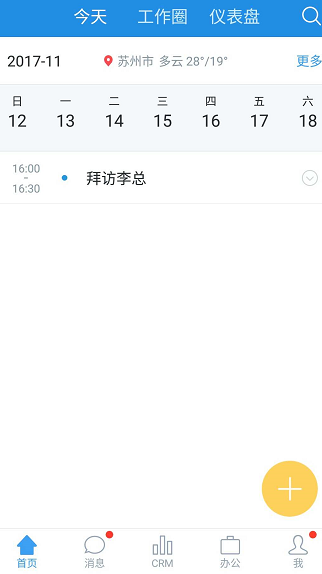 今天 工作圈 仪表盘
2017-11 苏州市 多云 28°/19° 更多
日 一 二 三 四 五 六
12 13 14 15 16 17 18
16:00
~
16:30
拜访李总
首页 消息 CRM 办公 我